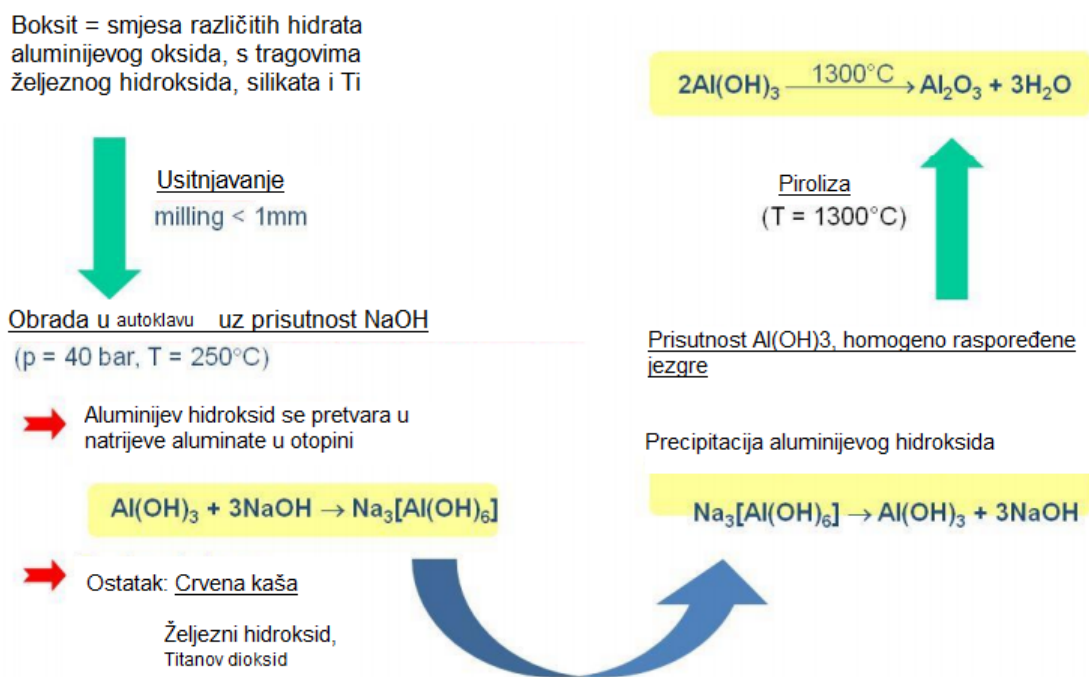 Boksit = smjesa različitih hidrata
aluminijevog oksida, s tragovima
željeznog hidroksida, silikata i Ti
Usitnjavanje
milling < 1mm
Obrada u autoklavu uz prisutnost NaOH
(p = 40 bar, T = 250°C)
Aluminijev hidroksid se pretvara u
natrijeve aluminate u otopini
Al(OH)₃ + 3NaOH → Na₃[Al(OH)₆]
Ostatak: Crvena kaša
Željezni hidroksid,
Titanov dioksid
2Al(OH)₃ 1300°C → Al₂O₃ + 3H₂O
Piroliza
(T = 1300°C)
Prisutnost Al(OH)3, homogeno raspoređene
jezgre
Precipitacija aluminijevog hidroksida
Na₃[Al(OH)₆] → Al(OH)₃ + 3NaOH